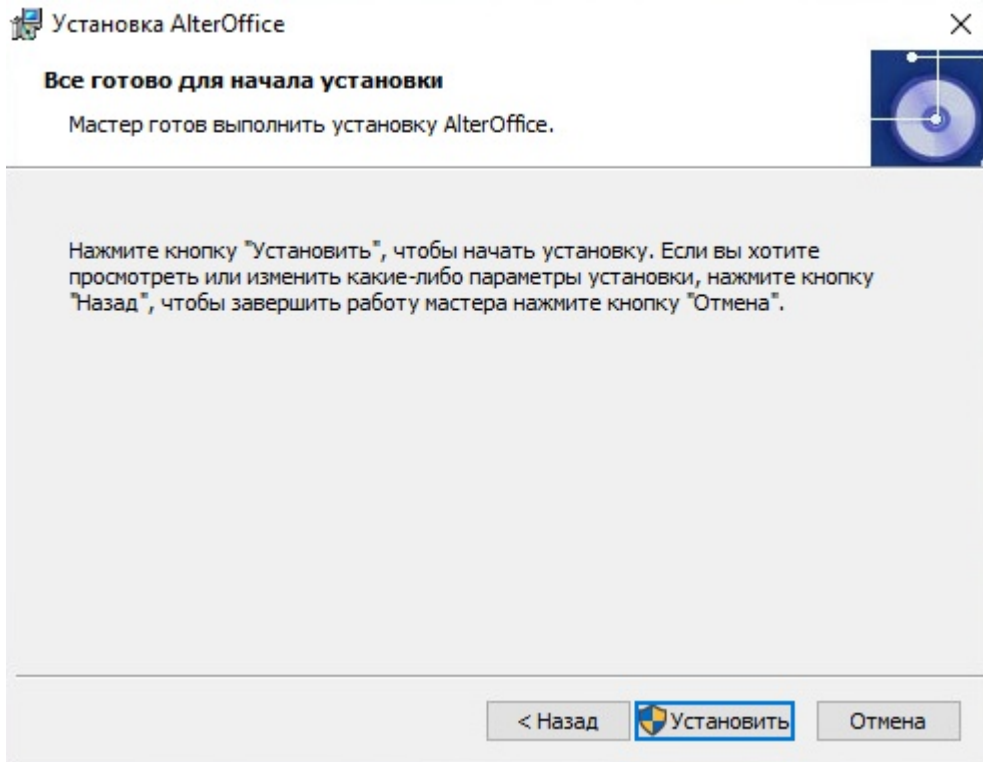 Установка AlterOffice
Все готово для начала установки
Мастер готов выполнить установку AlterOffice.
Нажмите кнопку "Установить", чтобы начать установку. Если вы хотите
просмотреть или изменить какие-либо параметры установки, нажмите кнопку
"Назад", чтобы завершить работу мастера нажмите кнопку "Отмена".
< Назад
Установить
Отмена